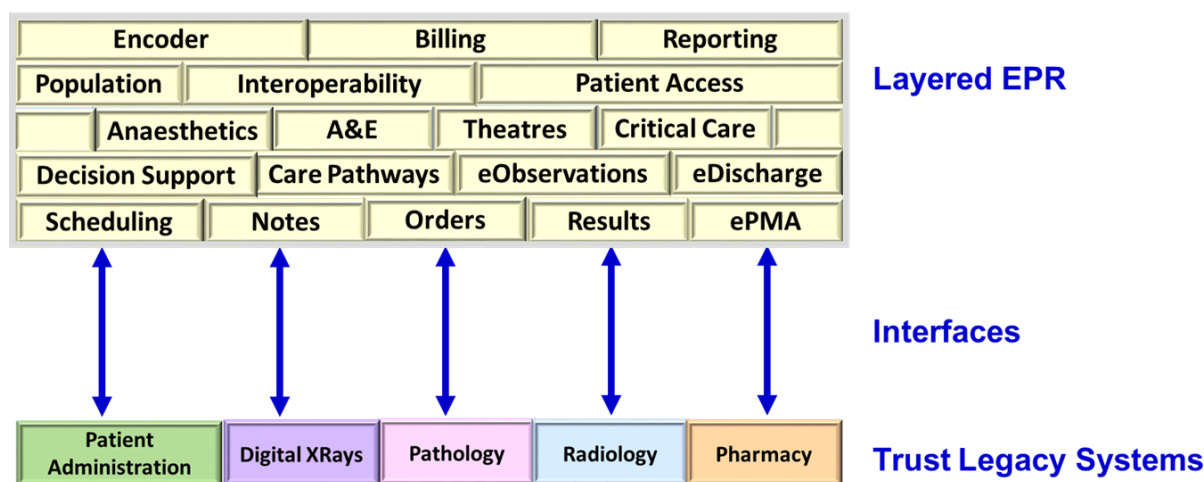 Encoder
Billing
Reporting
Population
Interoperability
Patient Access
Layered EPR
Anaesthetics
A&E
Theatres
Critical Care
Decision Support
Care Pathways
eObservations
eDischarge
Scheduling
Notes
Orders
Results
ePMA
Interfaces
Patient
Administration
Digital XRays
Pathology
Radiology
Pharmacy
Trust Legacy Systems